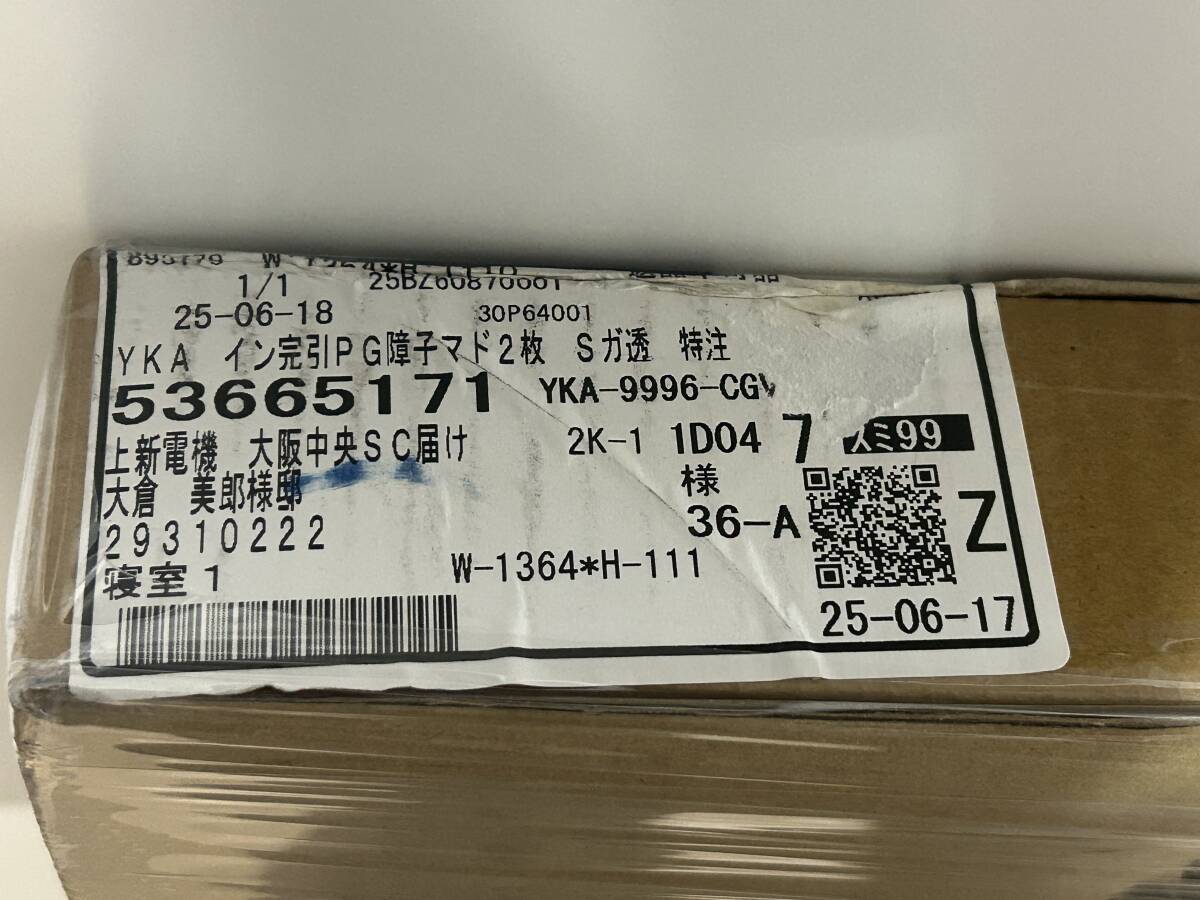 1/1 25BZ60870001
25-06-18 30P64001
YKA イン完引PG障子マド2枚 Sガ透 特注
53665171 YKA-9996-CGV
上新電機 大阪中央SC届け 2K-1 1D04 7 スミ99
大倉 美郎様邸 様
29310222 36-A Z
寝室1 W-1364*H-111
25-06-17